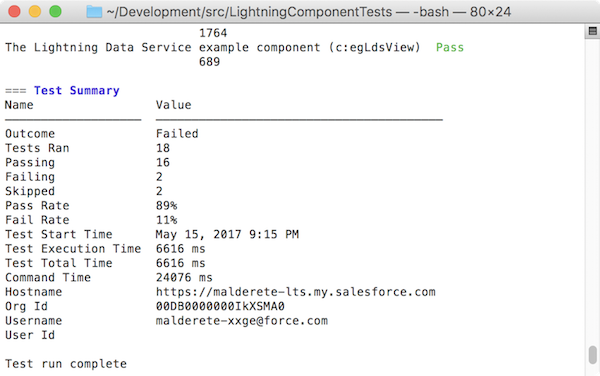 ~/Development/src/LightningComponentTests — -bash — 80×24
1764
The Lightning Data Service example component (c:egLdsView) Pass
689
=== Test Summary
Name Value
Outcome Failed
Tests Ran 18
Passing 16
Failing 2
Skipped 2
Pass Rate 89%
Fail Rate 11%
Test Start Time May 15, 2017 9:15 PM
Test Execution Time 6616 ms
Test Total Time 6616 ms
Command Time 24076 ms
Hostname https://malderete-lts.my.salesforce.com
Org Id 00DB0000000IkXSMA0
Username malderete-xxge@force.com
User Id
Test run complete